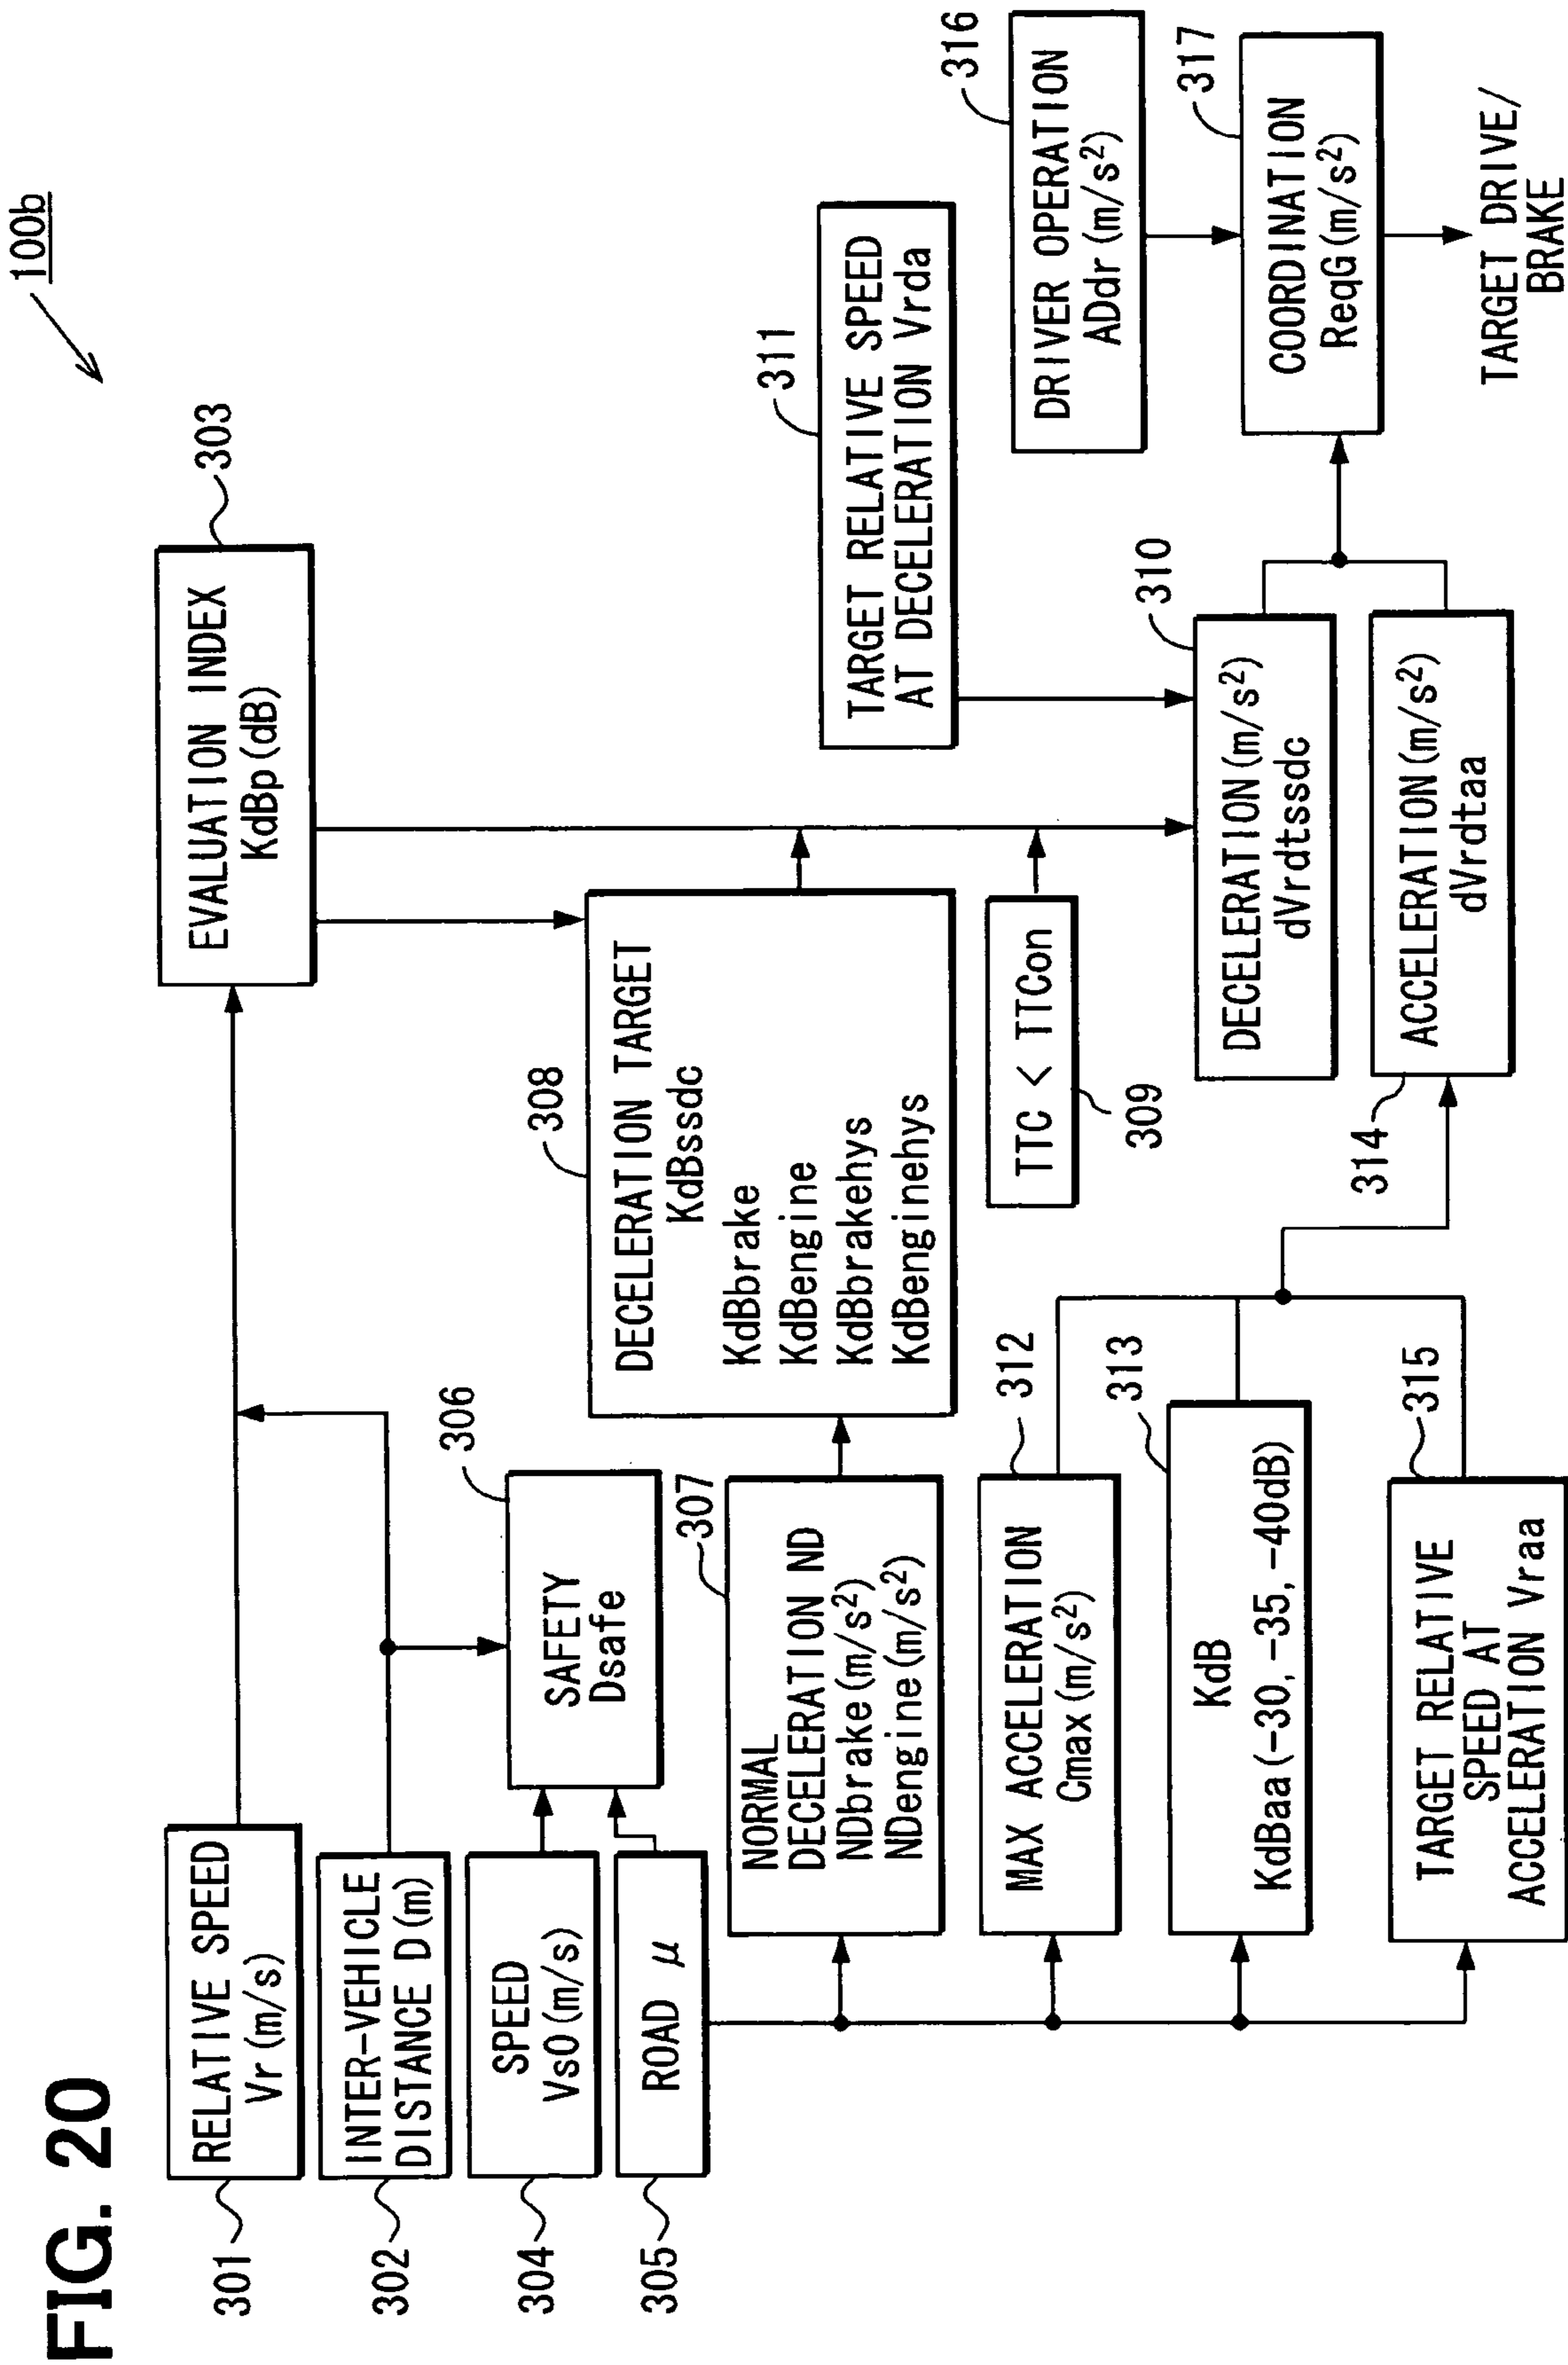 FIG. 20
100b
301
RELATIVE SPEED
Vr(m/s)
302
INTER-VEHICLE
DISTANCE D(m)
304
SPEED
Vs0(m/s)
305
ROAD μ
303
EVALUATION INDEX
KdBp(dB)
306
SAFETY
Dsafe
307
NORMAL
DECELERATION ND
NDbrake(m/s²)
NDengine(m/s²)
308
DECELERATION TARGET
KdBssdc
KdBbrake
KdBengine
KdBbrakehys
KdBenginehys
309
TTC < TTCon
311
TARGET RELATIVE SPEED
AT DECELERATION Vrda
310
DECELERATION(m/s²)
dVrdtssdc
312
MAX ACCELERATION
Cmax(m/s²)
313
KdB
KdBaa(-30,-35,-40dB)
315
TARGET RELATIVE
SPEED AT
ACCELERATION Vraa
314
ACCELERATION(m/s²)
dVrdtaa
316
DRIVER OPERATION
ADdr(m/s²)
317
COORDINATION
ReqG(m/s²)
TARGET DRIVE/
BRAKE